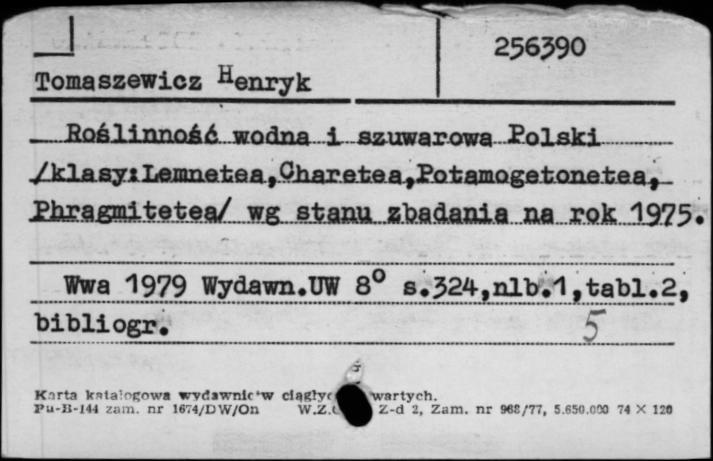 256390
Tomaszewicz Henryk
Roślinność wodna i szuwarowa Polski
/klasy:Lemnetea,Charetea,Potamogetonetea,
Phragmitetea/ wg stanu zbadania na rok 1975.
Wwa 1979 Wydawn.UW 8° s.324,nlb.1,tabl.2,
bibliogr. 5
Karta katalogowa wydawnictw ciągłyc wartych.
Pu-B-144 zam. nr 1674/DW/On W.Z. Z-d 2, Zam. nr 968/77, 5.650.000 74 X 120